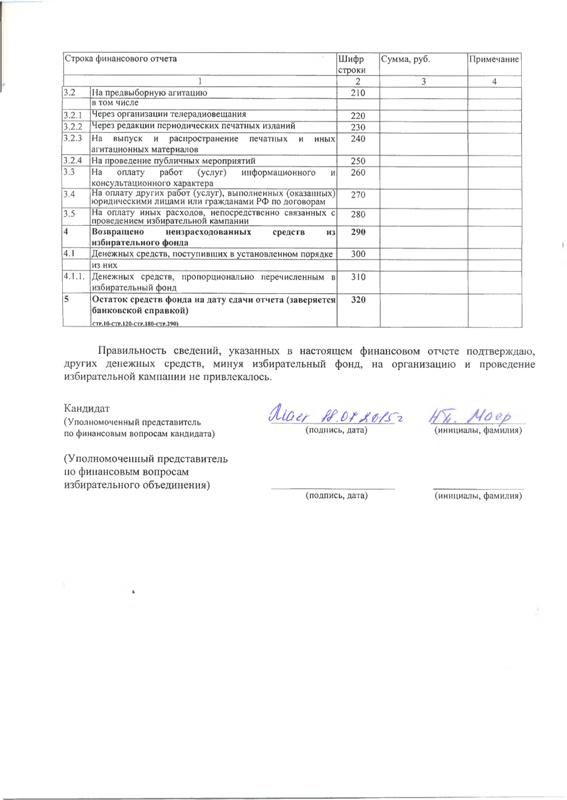 Строка финансового отчета Шифр строки Сумма, руб. Примечание
1 2 3 4
3.2 На предвыборную агитацию 210
в том числе
3.2.1 Через организации телерадиовещания 220
3.2.2 Через редакции периодических печатных изданий 230
3.2.3 На выпуск и распространение печатных и иных 240
агитационных материалов
3.2.4 На проведение публичных мероприятий 250
3.3 На оплату работ (услуг) информационного и 260
консультационного характера
3.4 На оплату других работ (услуг), выполненных (оказанных) 270
юридическими лицами или гражданами РФ по договорам
3.5 На оплату иных расходов, непосредственно связанных с 280
проведением избирательной кампании
4 Возвращено неизрасходованных средств из 290
избирательного фонда
4.1 Денежных средств, поступивших в установленном порядке 300
из них
4.1.1. Денежных средств, пропорционально перечисленным в 310
избирательный фонд
5 Остаток средств фонда на дату сдачи отчета (заверяется 320
банковской справкой)
стр.10-стр.120-стр.180-стр.290)
Правильность сведений, указанных в настоящем финансовом отчете подтверждаю,
других денежных средств, минуя избирательный фонд, на организацию и проведение
избирательной кампании не привлекалось.
Кандидат
(Уполномоченный представитель
по финансовым вопросам кандидата)
(подпись, дата) (инициалы, фамилия)
(Уполномоченный представитель
по финансовым вопросам
избирательного объединения)
(подпись, дата) (инициалы, фамилия)